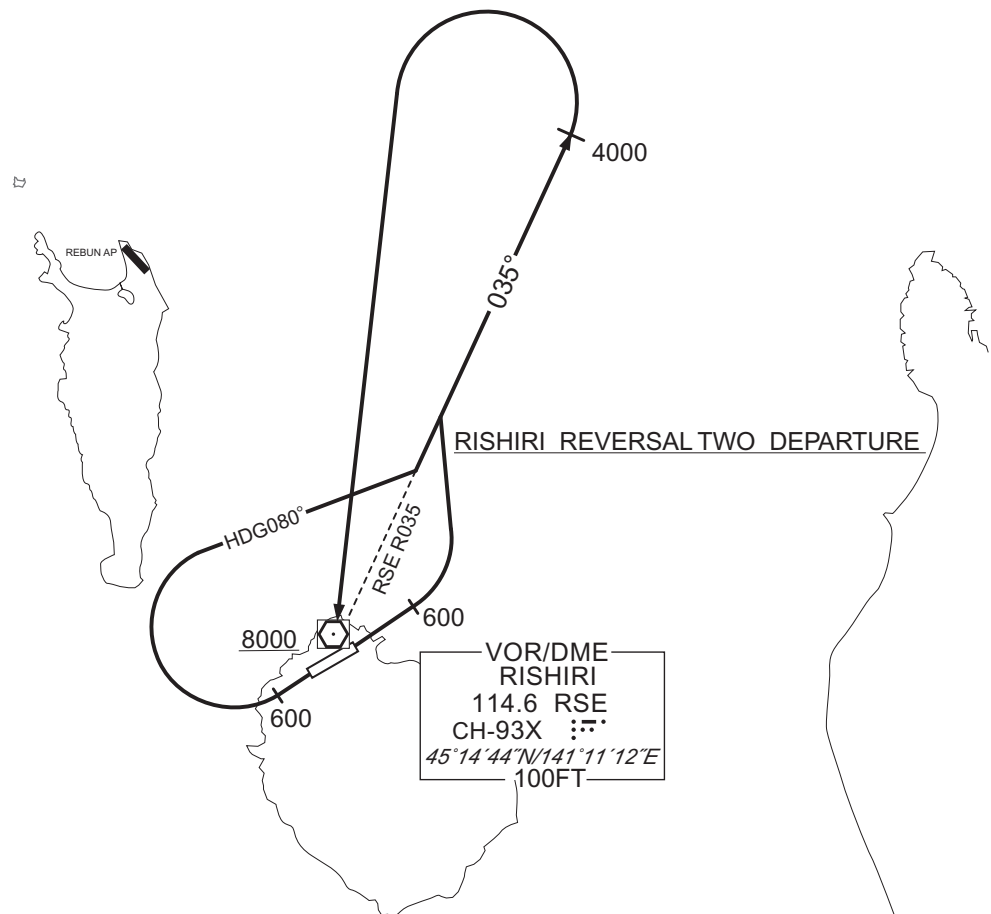 4000
REBUN AP
035°
RISHIRI REVERSAL TWO DEPARTURE
HDG080°
RSE R035
600
8000
600
VOR/DME
RISHIRI
114.6 RSE
CH-93X
45°14´44˝N/141°11´12˝E
100FT